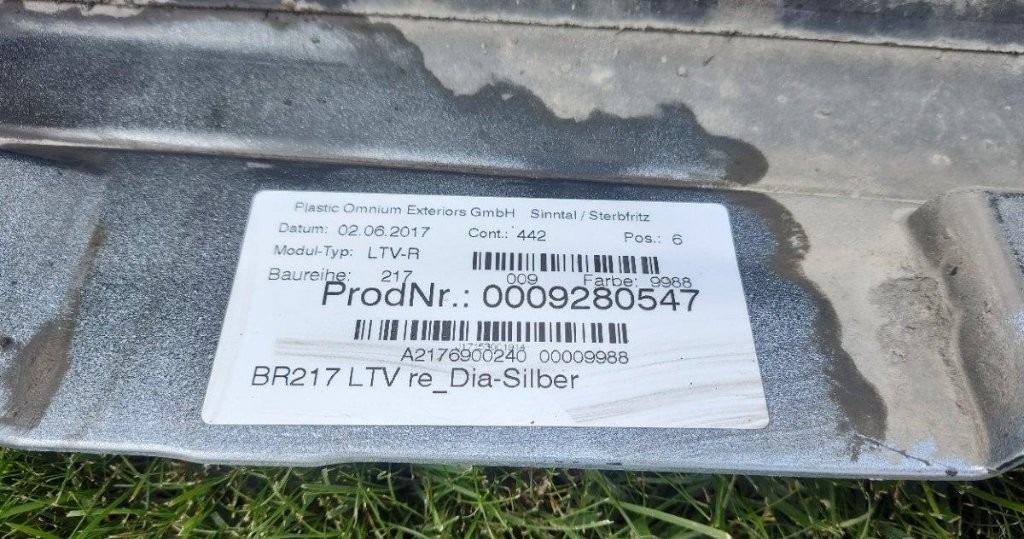 Plastic Omnium Exteriors GmbH Sinntal / Sterbfritz
Datum: 02.06.2017 Cont.: 442 Pos.: 6
Modul-Typ: LTV-R
Baureihe: 217 009 Farbe: 9988
ProdNr.: 0009280547
A2176900240 00009988
BR217 LTV re_Dia-Silber